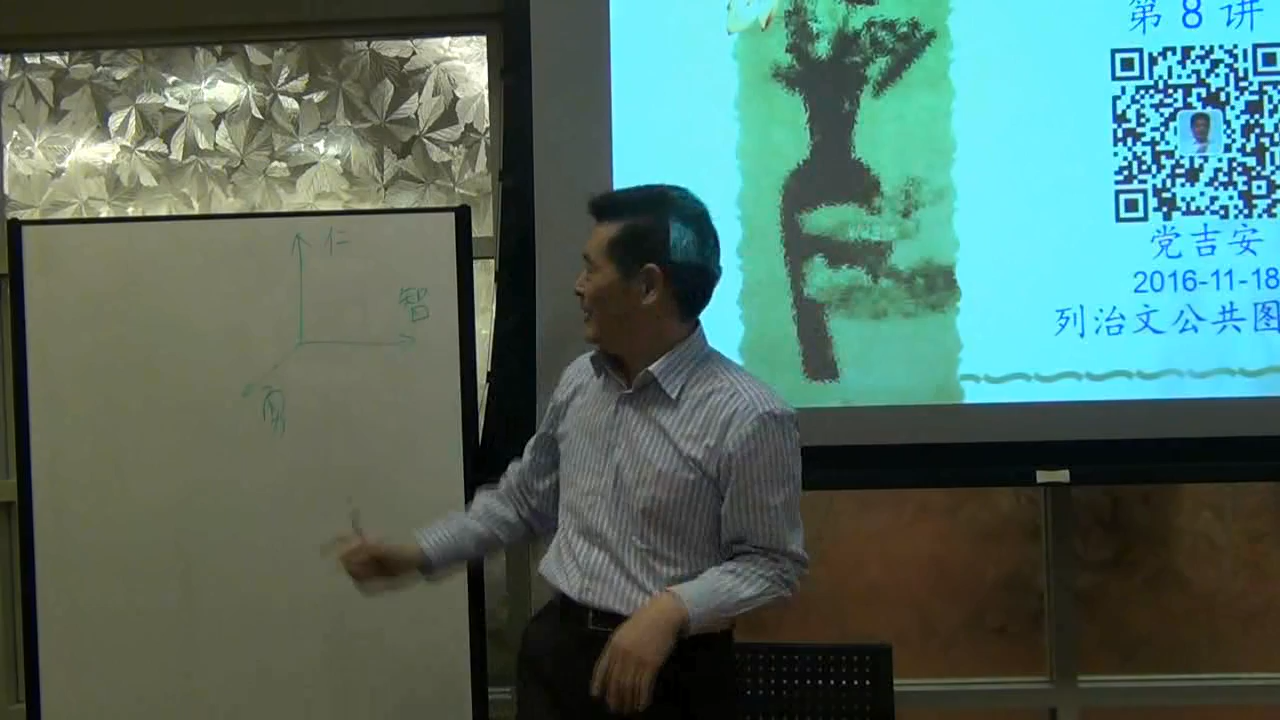 仁
智
勇
第 8 讲
党吉安
2016-11-18
列治文公共图